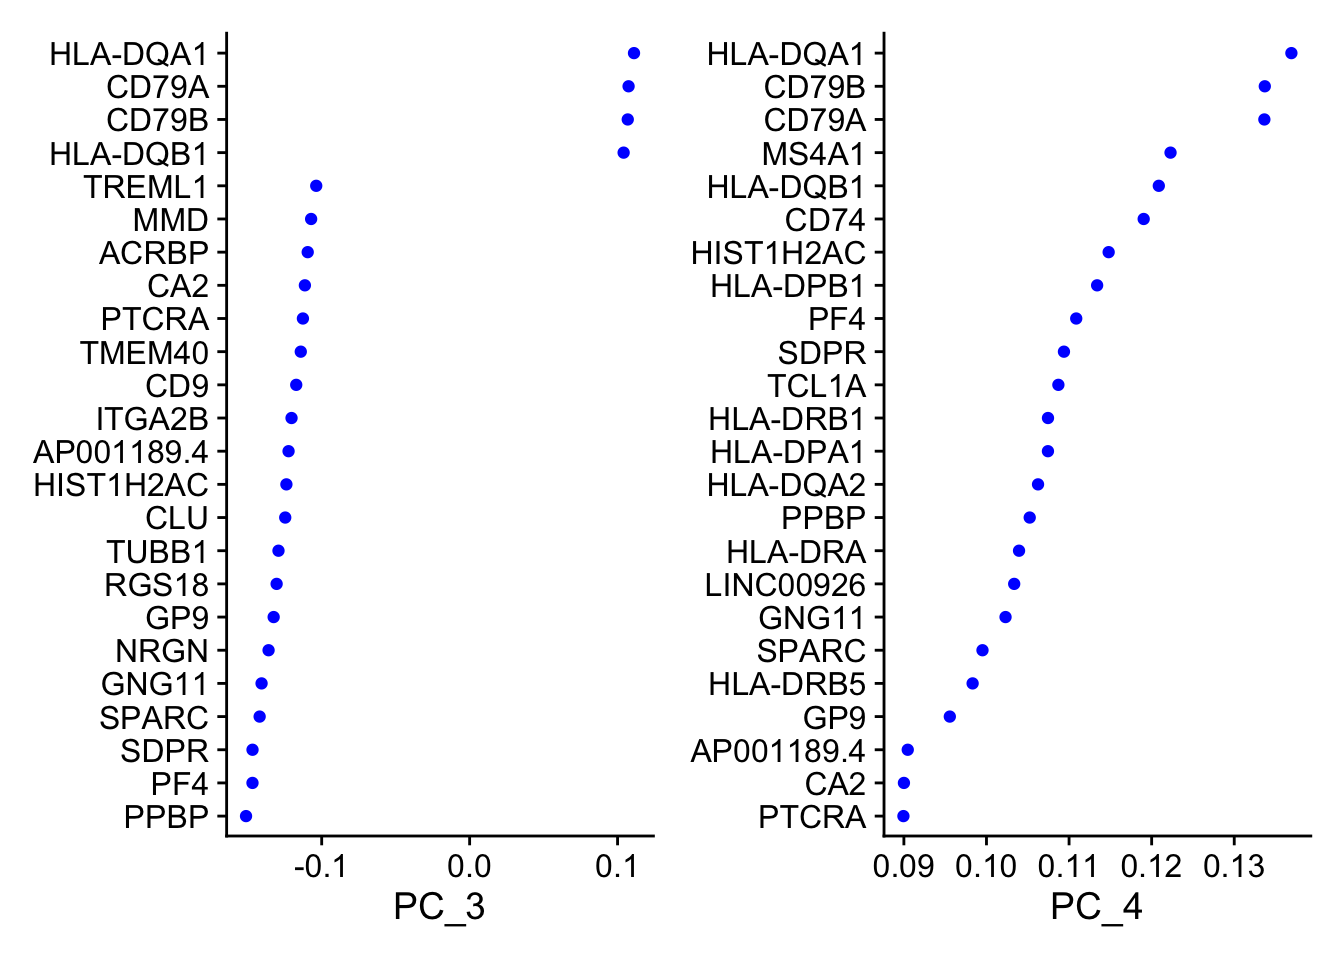 HLA-DQA1
CD79A
CD79B
HLA-DQB1
TREML1
MMD
ACRBP
CA2
PTCRA
TMEM40
CD9
ITGA2B
AP001189.4
HIST1H2AC
CLU
TUBB1
RGS18
GP9
NRGN
GNG11
SPARC
SDPR
PF4
PPBP
-0.1 0.0 0.1
PC_3
HLA-DQA1
CD79B
CD79A
MS4A1
HLA-DQB1
CD74
HIST1H2AC
HLA-DPB1
PF4
SDPR
TCL1A
HLA-DRB1
HLA-DPA1
HLA-DQA2
PPBP
HLA-DRA
LINC00926
GNG11
SPARC
HLA-DRB5
GP9
AP001189.4
CA2
PTCRA
0.09 0.10 0.11 0.12 0.13
PC_4